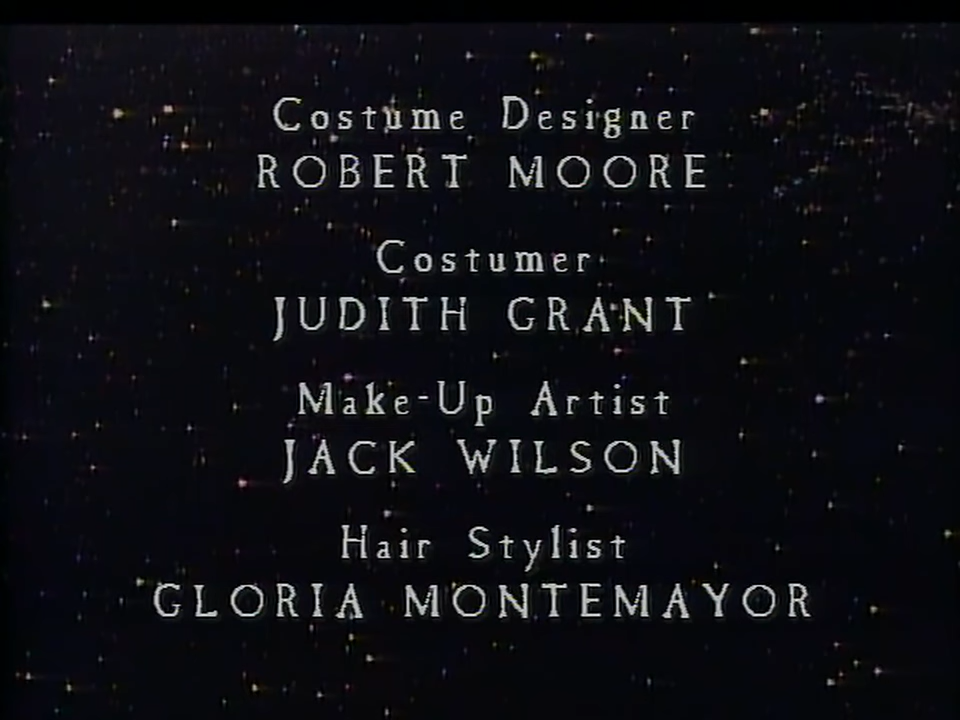 Costume Designer
ROBERT MOORE
Costumer
JUDITH GRANT
Make-Up Artist
JACK WILSON
Hair Stylist
GLORIA MONTEMAYOR